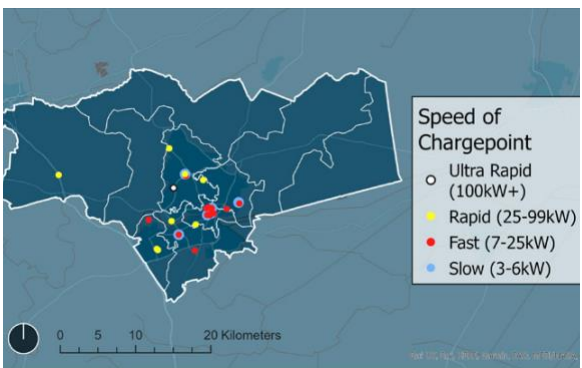 Speed of
Chargepoint
Ultra Rapid
(100kW+)
Rapid (25-99kW)
Fast (7-25kW)
Slow (3-6kW)
0 5 10 20 Kilometers